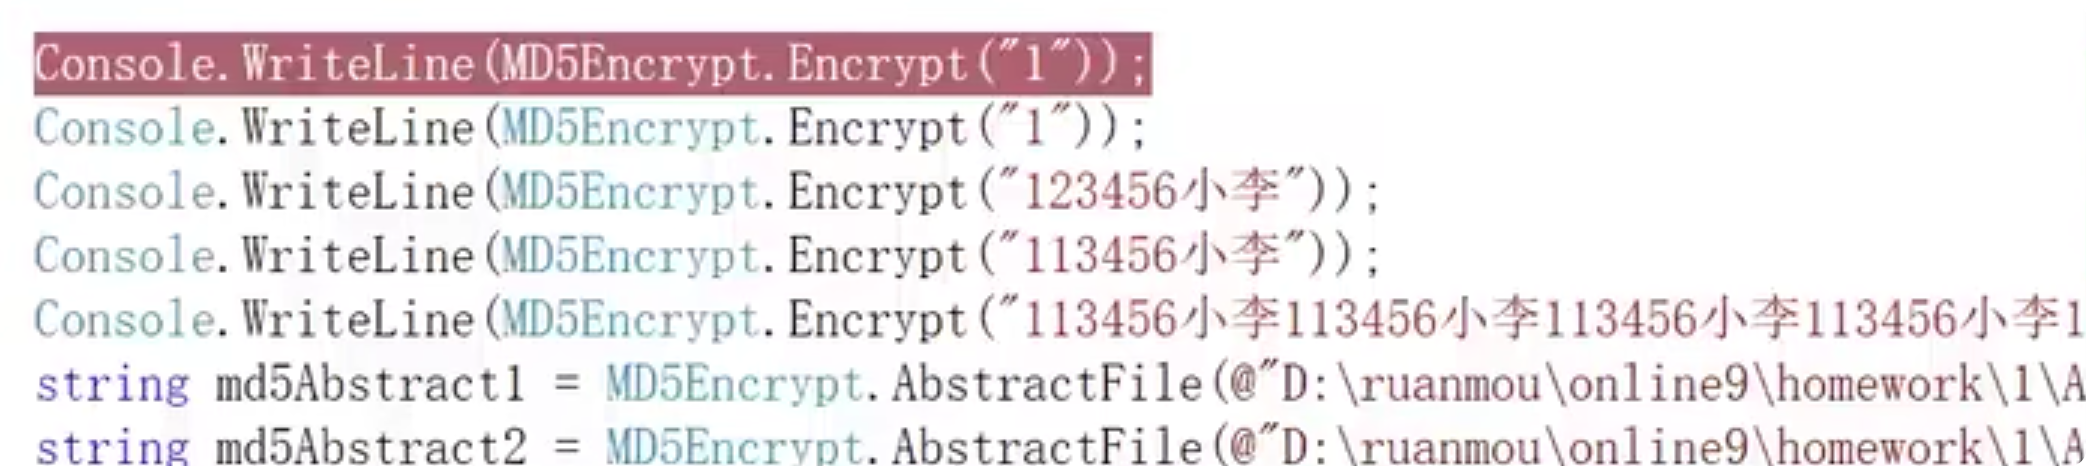 Console.WriteLine(MD5Encrypt.Encrypt("1"));
Console.WriteLine(MD5Encrypt.Encrypt("1"));
Console.WriteLine(MD5Encrypt.Encrypt("123456小李"));
Console.WriteLine(MD5Encrypt.Encrypt("113456小李"));
Console.WriteLine(MD5Encrypt.Encrypt("113456小李113456小李113456小李113456小李1
string md5Abstract1 = MD5Encrypt.AbstractFile(@"D:\ruanmou\online9\homework\1\A
string md5Abstract2 = MD5Encrypt.AbstractFile(@"D:\ruanmou\online9\homework\1\A